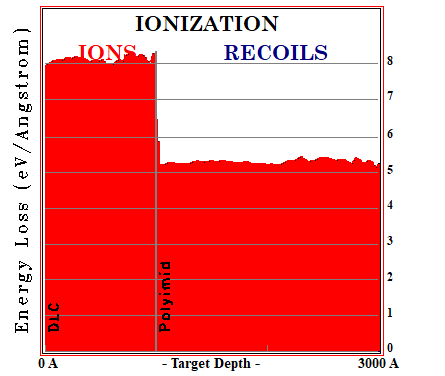 IONIZATION
IONS RECOILS
Energy Loss (eV/Angstrom)
8
7
6
5
4
3
2
1
0
DLC
Polyimid
0 A - Target Depth - 3000 A